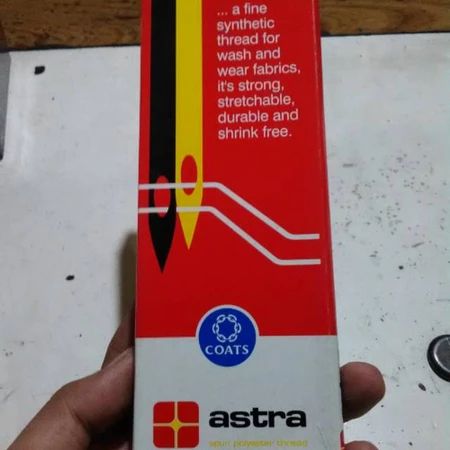 ... a fine
synthetic
thread for
wash and
wear fabrics,
it's strong,
stretchable,
durable and
shrink free.
COATS
astra
spun polyester thread